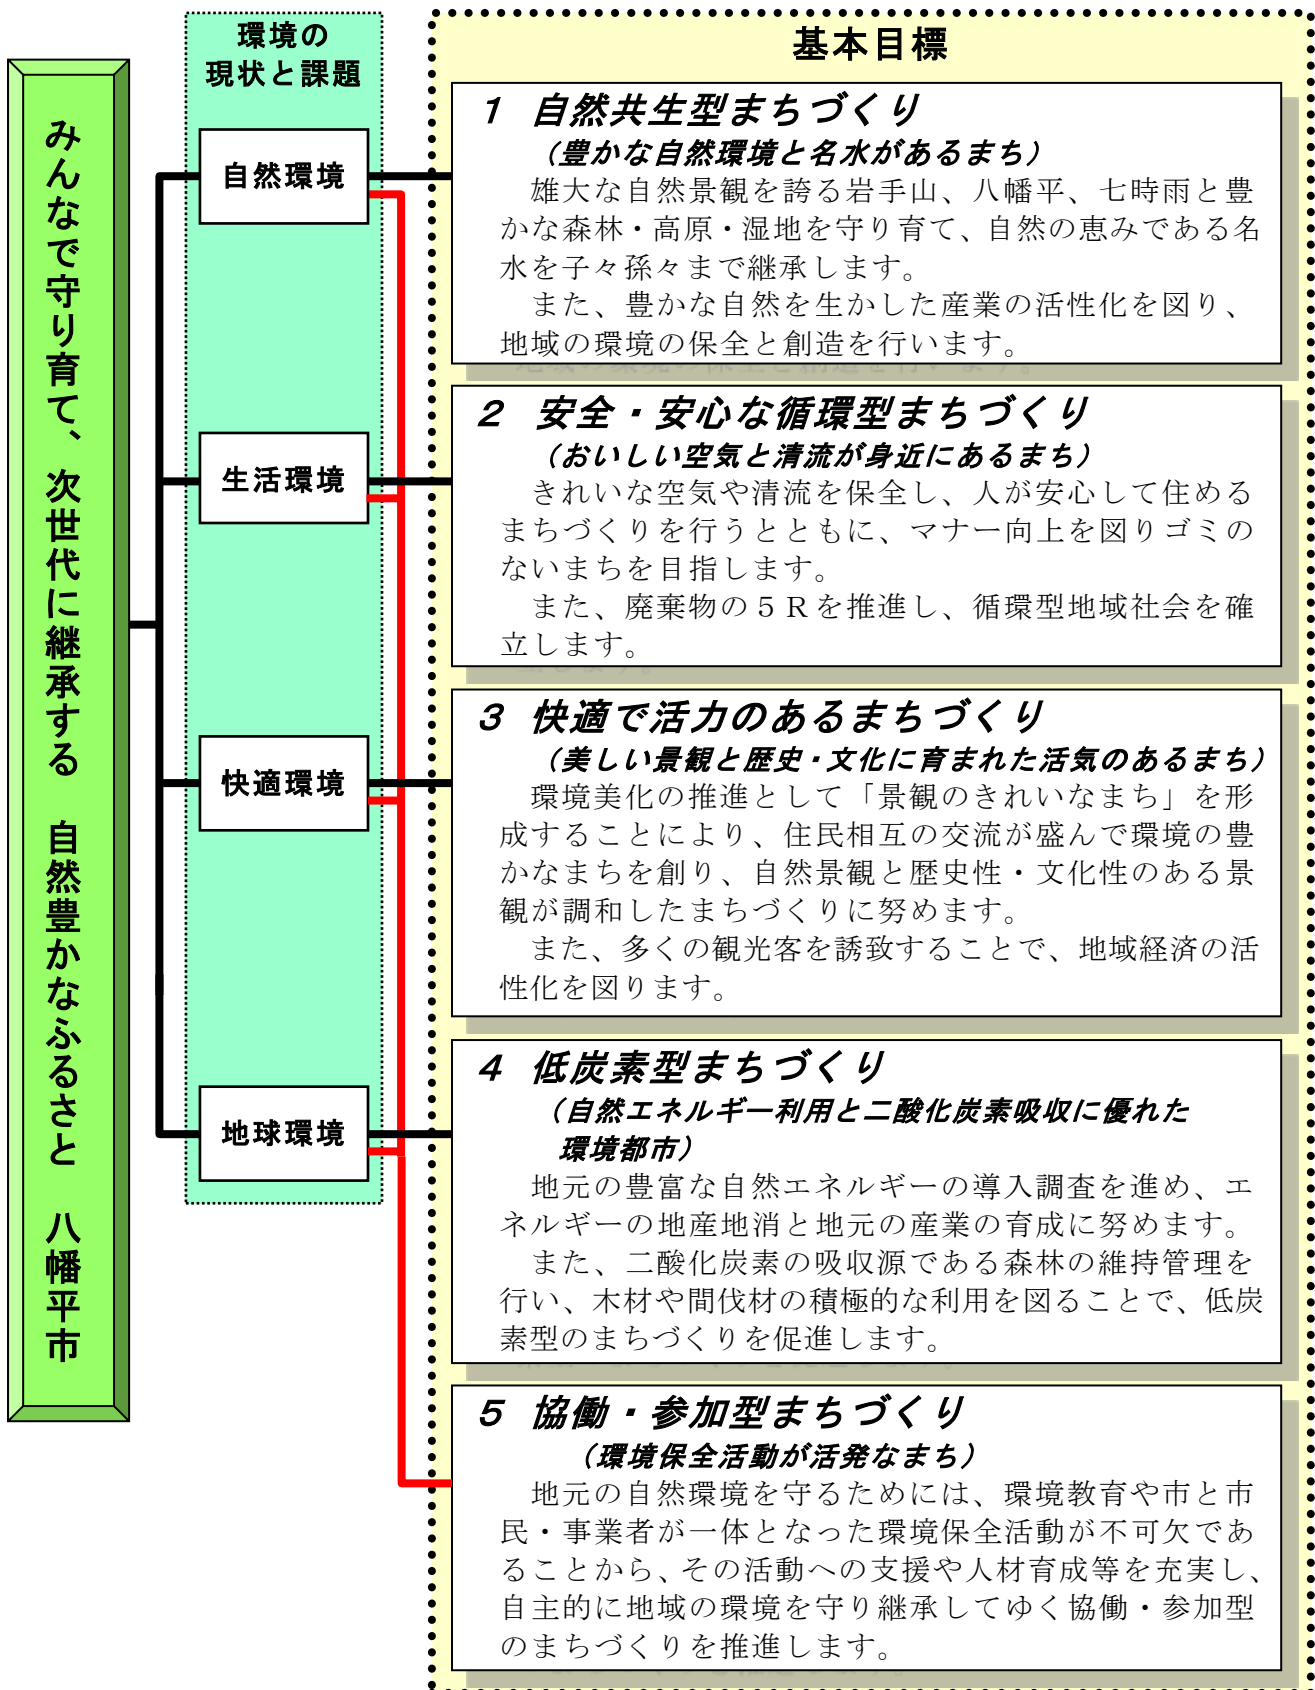 みんなで守り育て、次世代に継承する　自然豊かなふるさと　八幡平市
環境の
現状と課題
自然環境
生活環境
快適環境
地球環境
基本目標
１　自然共生型まちづくり
（豊かな自然環境と名水があるまち）
雄大な自然景観を誇る岩手山、八幡平、七時雨と豊
かな森林・高原・湿地を守り育て、自然の恵みである名
水を子々孫々まで継承します。
また、豊かな自然を生かした産業の活性化を図り、
地域の環境の保全と創造を行います。
２　安全・安心な循環型まちづくり
（おいしい空気と清流が身近にあるまち）
きれいな空気や清流を保全し、人が安心して住める
まちづくりを行うとともに、マナー向上を図りゴミの
ないまちを目指します。
また、廃棄物の５Ｒを推進し、循環型地域社会を確
立します。
３　快適で活力のあるまちづくり
（美しい景観と歴史・文化に育まれた活気のあるまち）
環境美化の推進として「景観のきれいなまち」を形
成することにより、住民相互の交流が盛んで環境の豊
かなまちを創り、自然景観と歴史性・文化性のある景
観が調和したまちづくりに努めます。
また、多くの観光客を誘致することで、地域経済の活
性化を図ります。
４　低炭素型まちづくり
（自然エネルギー利用と二酸化炭素吸収に優れた
環境都市）
地元の豊富な自然エネルギーの導入調査を進め、エ
ネルギーの地産地消と地元の産業の育成に努めます。
また、二酸化炭素の吸収源である森林の維持管理を
行い、木材や間伐材の積極的な利用を図ることで、低炭
素型のまちづくりを促進します。
５　協働・参加型まちづくり
（環境保全活動が活発なまち）
地元の自然環境を守るためには、環境教育や市と市
民・事業者が一体となった環境保全活動が不可欠であ
ることから、その活動への支援や人材育成等を充実し、
自主的に地域の環境を守り継承してゆく協働・参加型
のまちづくりを推進します。